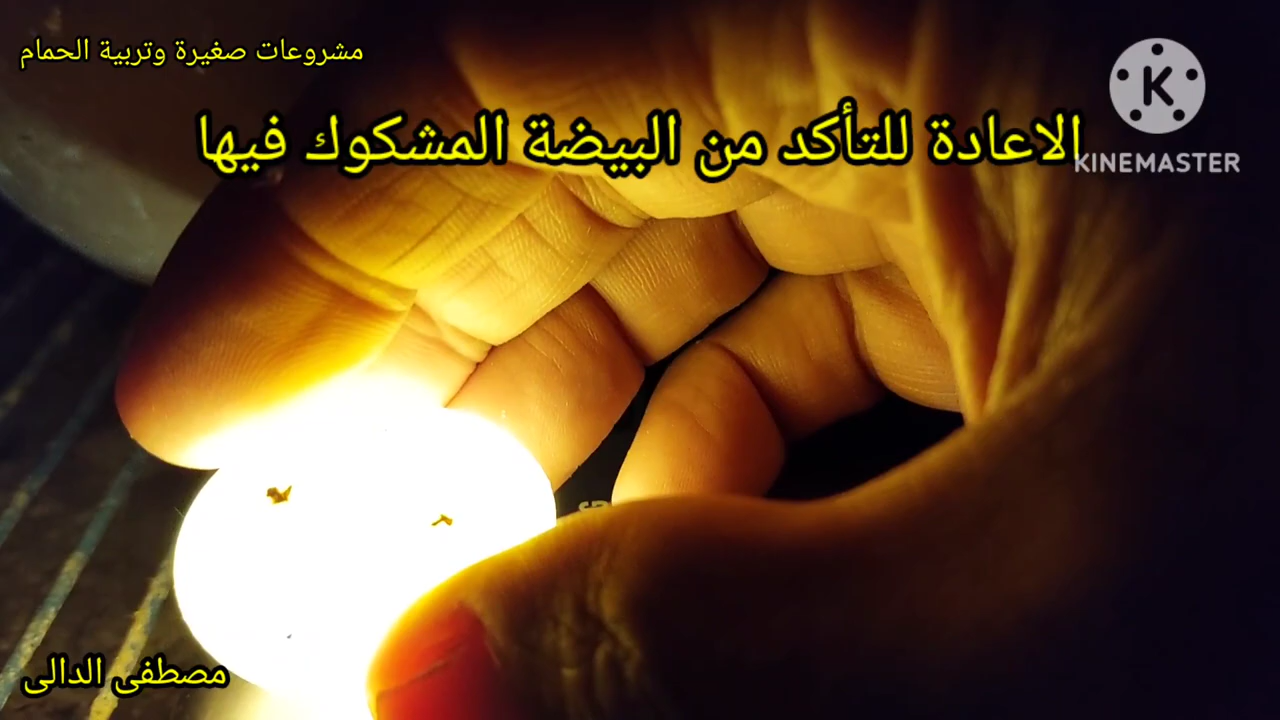 مشروعات صغيرة وتربية الحمام
الاعادة للتأكد من البيضة المشكوك فيها
KINEMASTER
مصطفى الدالى